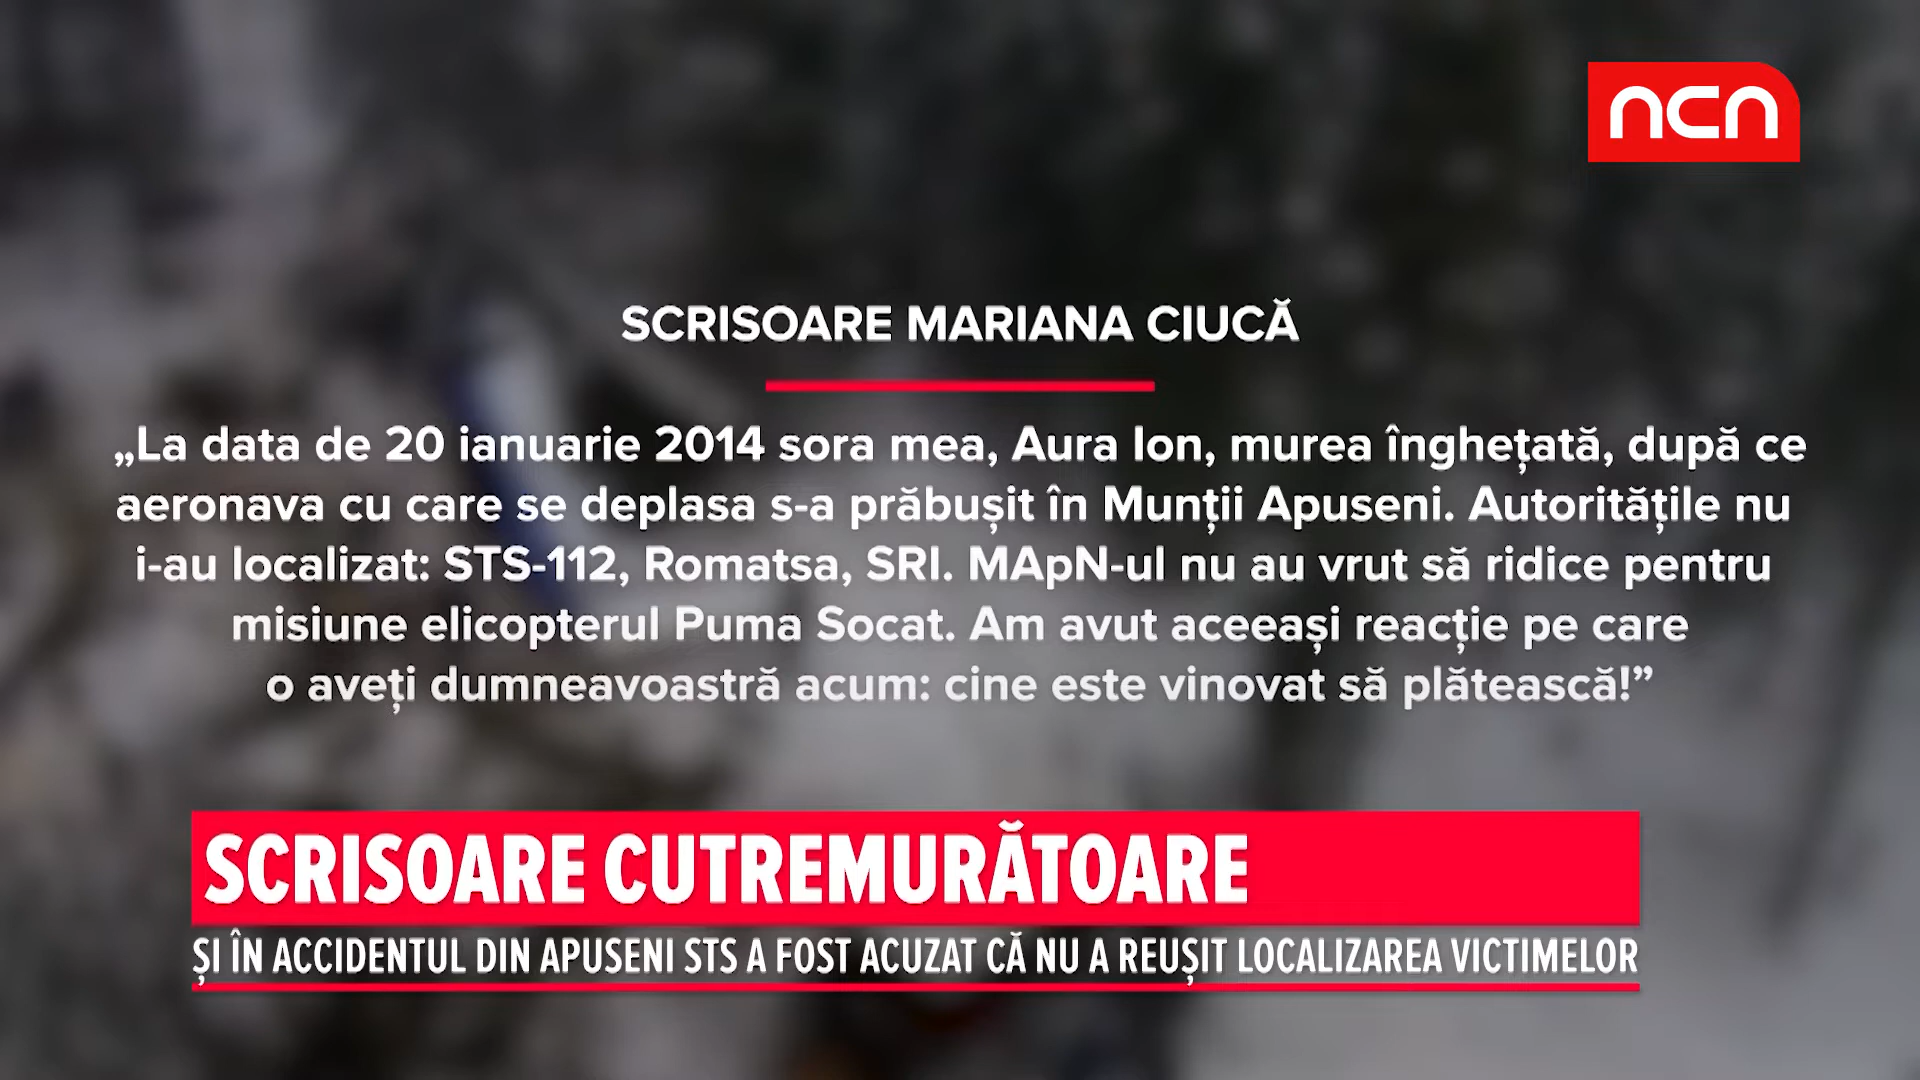 ncn
SCRISOARE MARIANA CIUCĂ
„La data de 20 ianuarie 2014 sora mea, Aura Ion, murea înghețată, după ce
aeronava cu care se deplasa s-a prăbușit în Munții Apuseni. Autoritățile nu
i-au localizat: STS-112, Romatsa, SRI. MApN-ul nu au vrut să ridice pentru
misiune elicopterul Puma Socat. Am avut aceeași reacție pe care
o aveți dumneavoastră acum: cine este vinovat să plătească!”
SCRISOARE CUTREMURĂTOARE
ȘI ÎN ACCIDENTUL DIN APUSENI STS A FOST ACUZAT CĂ NU A REUȘIT LOCALIZAREA VICTIMELOR